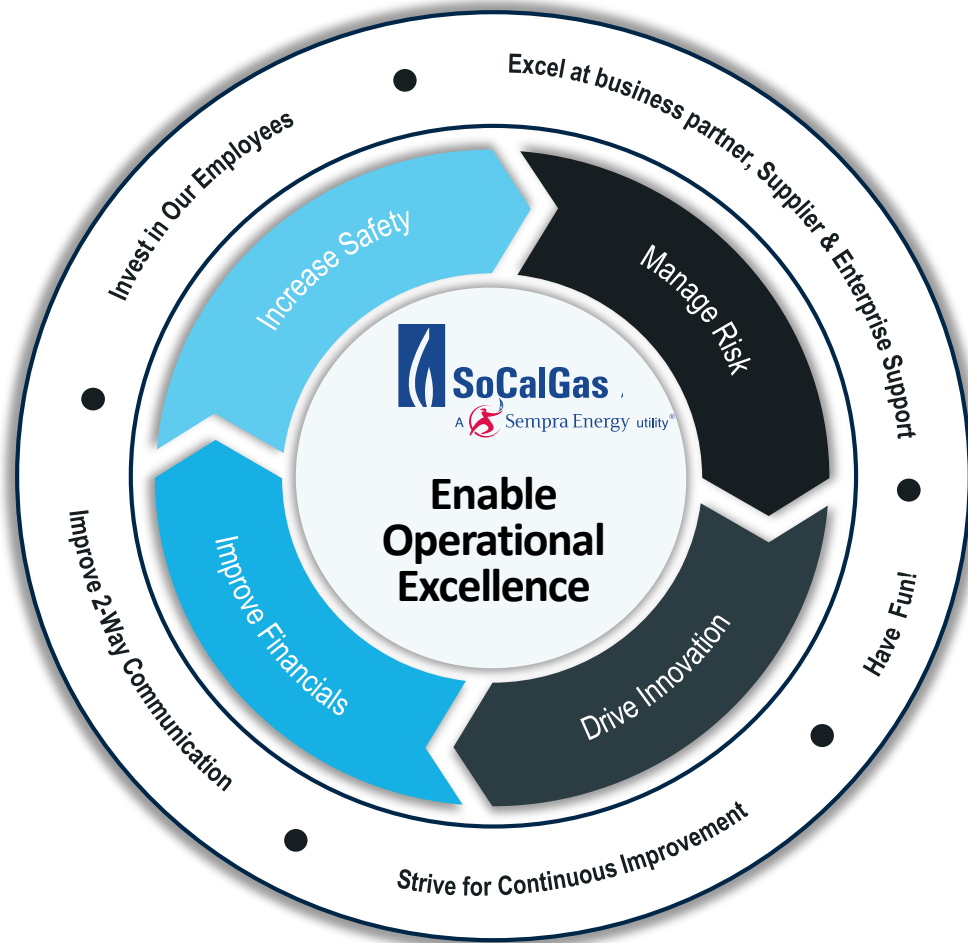 Invest in Our Employees
Excel at business partner, Supplier & Enterprise Support
Have Fun!
Strive for Continuous Improvement
Improve 2-Way Communication
Increase Safety
Manage Risk
Drive Innovation
Improve Financials
SoCalGas
A Sempra Energy utility®
Enable
Operational
Excellence